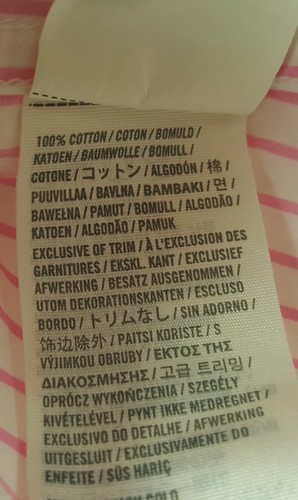 100% COTTON / COTON / BOMULD /
KATOEN / BAUMWOLLE / BOMULL /
COTONE / コットン / ALGODÓN / 棉 /
PUUVILLAA / BAVLNA / BAMBAKI / 면 /
BAWEŁNA / PAMUT / BOMULL / ALGODÃO /
KATOEN / ALGODÃO / PAMUK
EXCLUSIVE OF TRIM / À L'EXCLUSION DES
GARNITURES / EKSKL. KANT / EXCLUSIEF
AFWERKING / BESATZ AUSGENOMMEN /
UTOM DEKORATIONSKANTEN / ESCLUSO
BORDO / トリムなし / SIN ADORNO /
饰边除外 / PAITSI KORISTE / S
VÝJIMKOU OBRUBY / ΕΚΤΟΣ ΤΗΣ
ΔΙΑΚΟΣΜΗΣΗΣ / 고급 트리밍 /
OPRÓCZ WYKOŃCZENIA / SZEGÉLY
KIVÉTELÉVEL / PYNT IKKE MEDREGNET /
EXCLUSIVO DO DETALHE / AFWERKING
UITGESLUIT / EXCLUSIVAMENTE DO
ENFEITE / SÜS HARİÇ